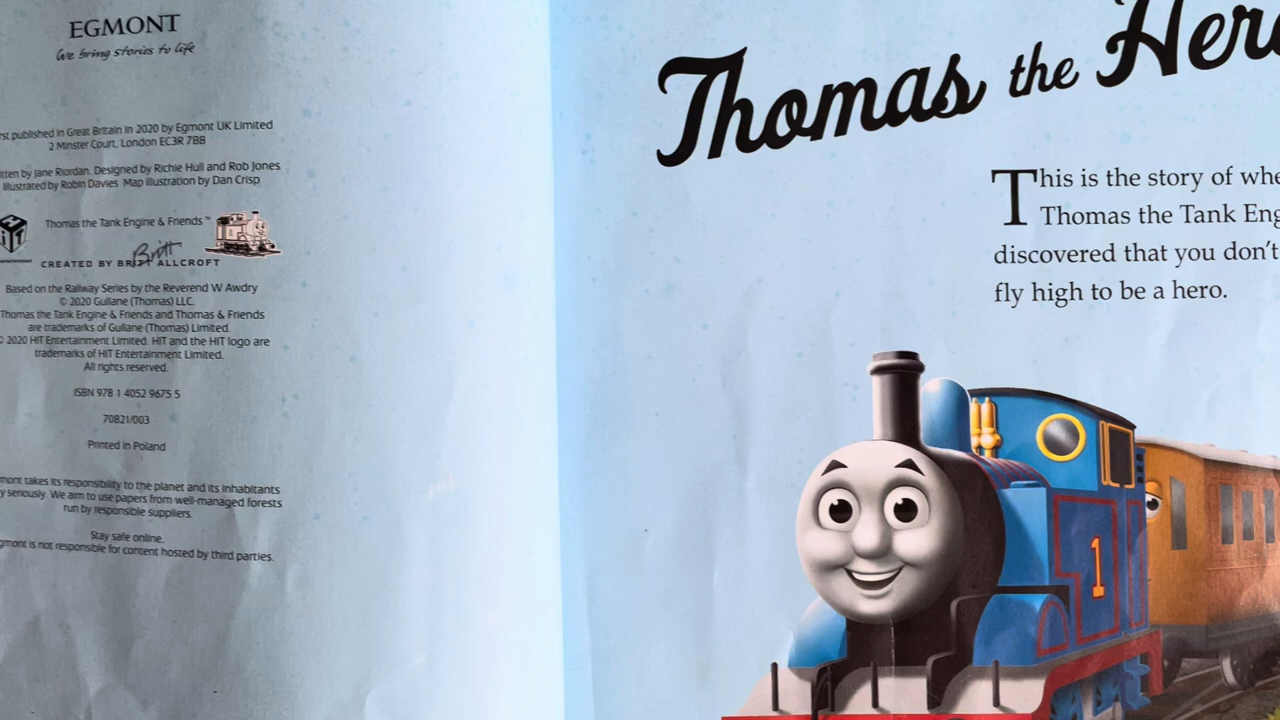 EGMONT
We bring stories to life
published in Great Britain in 2020 by Egmont UK Limited
2 Minster Court, London EC3R 7BB
by Jane Riordan. Designed by Richie Hull and Rob Jones
Illustrated by Robin Davies Map illustration by Dan Crisp
HiT
Thomas the Tank Engine & Friends™
Britt
CREATED BY BRITT ALLCROFT
Based on the Railway Series by the Reverend W Awdry
© 2020 Gullane (Thomas) LLC.
Thomas the Tank Engine & Friends and Thomas & Friends
are trademarks of Gullane (Thomas) Limited.
© 2020 HIT Entertainment Limited. HIT and the HIT logo are
trademarks of HIT Entertainment Limited.
All rights reserved.
ISBN 978 1 4052 9675 5
70821/003
Printed in Poland
takes its responsibility to the planet and its inhabitants
seriously. We aim to use papers from well-managed forests
run by responsible suppliers.
Stay safe online.
is not responsible for content hosted by third parties.
Thomas the
This is the story of
Thomas the Tank
discovered that you don't
fly high to be a hero.
1